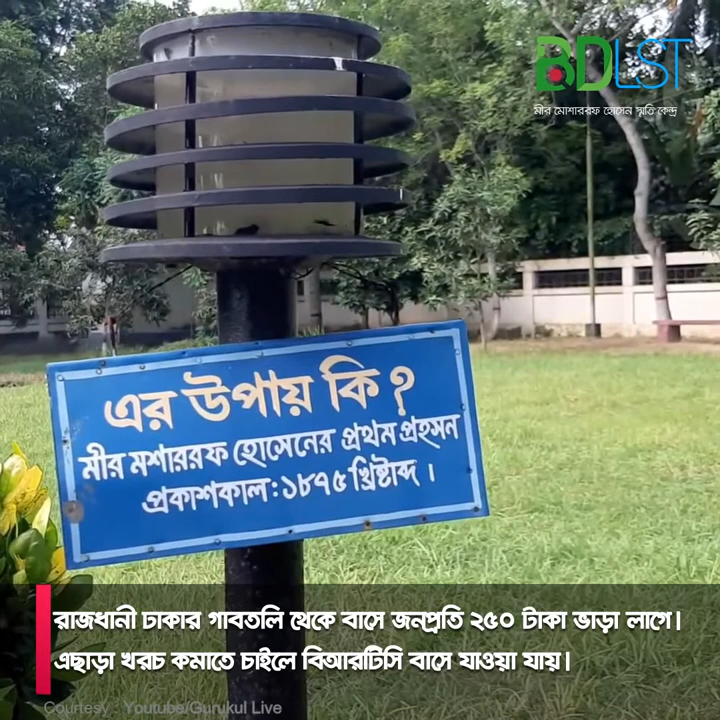 BDLST
মীর মোশাররফ হোসেন স্মৃতি কেন্দ্র
এর উপায় কি?
মীর মশাররফ হোসেনের প্রথম প্রহসন
প্রকাশকাল:১৮৭৫ খ্রিষ্টাব্দ।
রাজধানী ঢাকার গাবতলি থেকে বাসে জনপ্রতি ২৫০ টাকা ভাড়া লাগে।
এছাড়া খরচ কমাতে চাইলে বিআরটিসি বাসে যাওয়া যায়।
Courtesy : Youtube/Gurukul Live